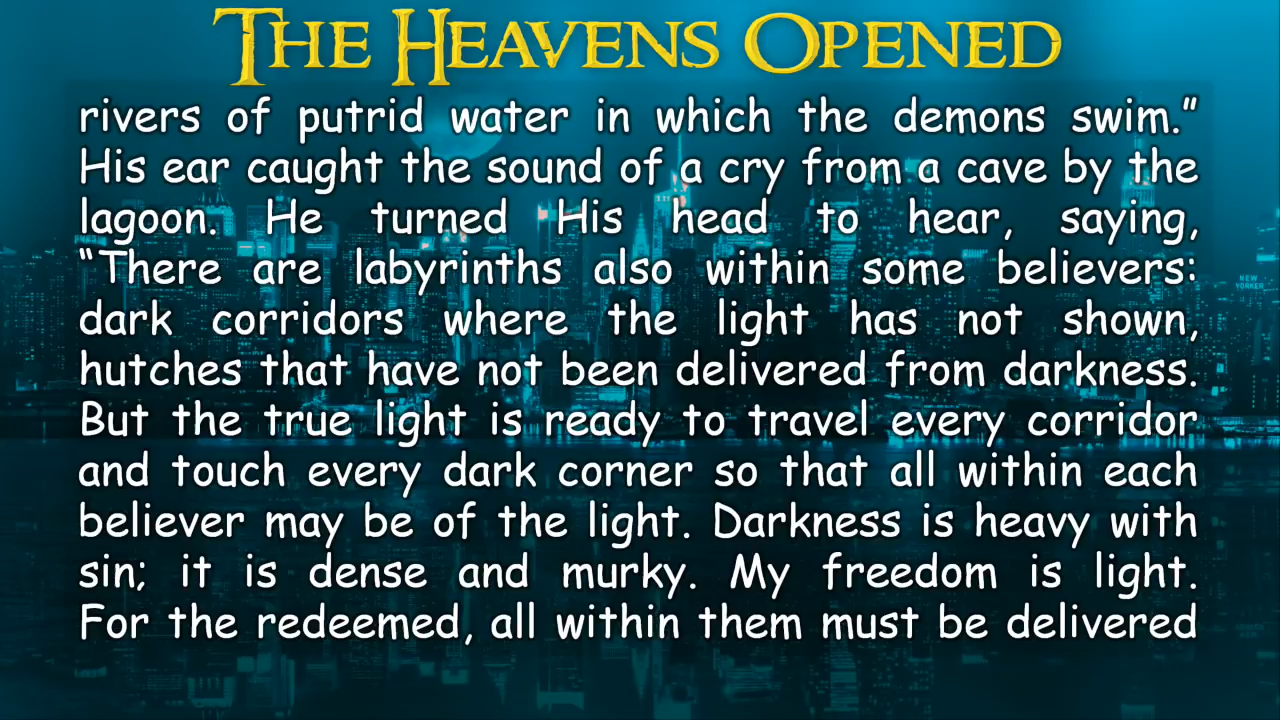 THE HEAVENS OPENED
rivers of putrid water in which the demons swim.”
His ear caught the sound of a cry from a cave by the
lagoon. He turned His head to hear, saying,
“There are labyrinths also within some believers:
dark corridors where the light has not shown,
hutches that have not been delivered from darkness.
But the true light is ready to travel every corridor
and touch every dark corner so that all within each
believer may be of the light. Darkness is heavy with
sin; it is dense and murky. My freedom is light.
For the redeemed, all within them must be delivered
NEW
YORKER